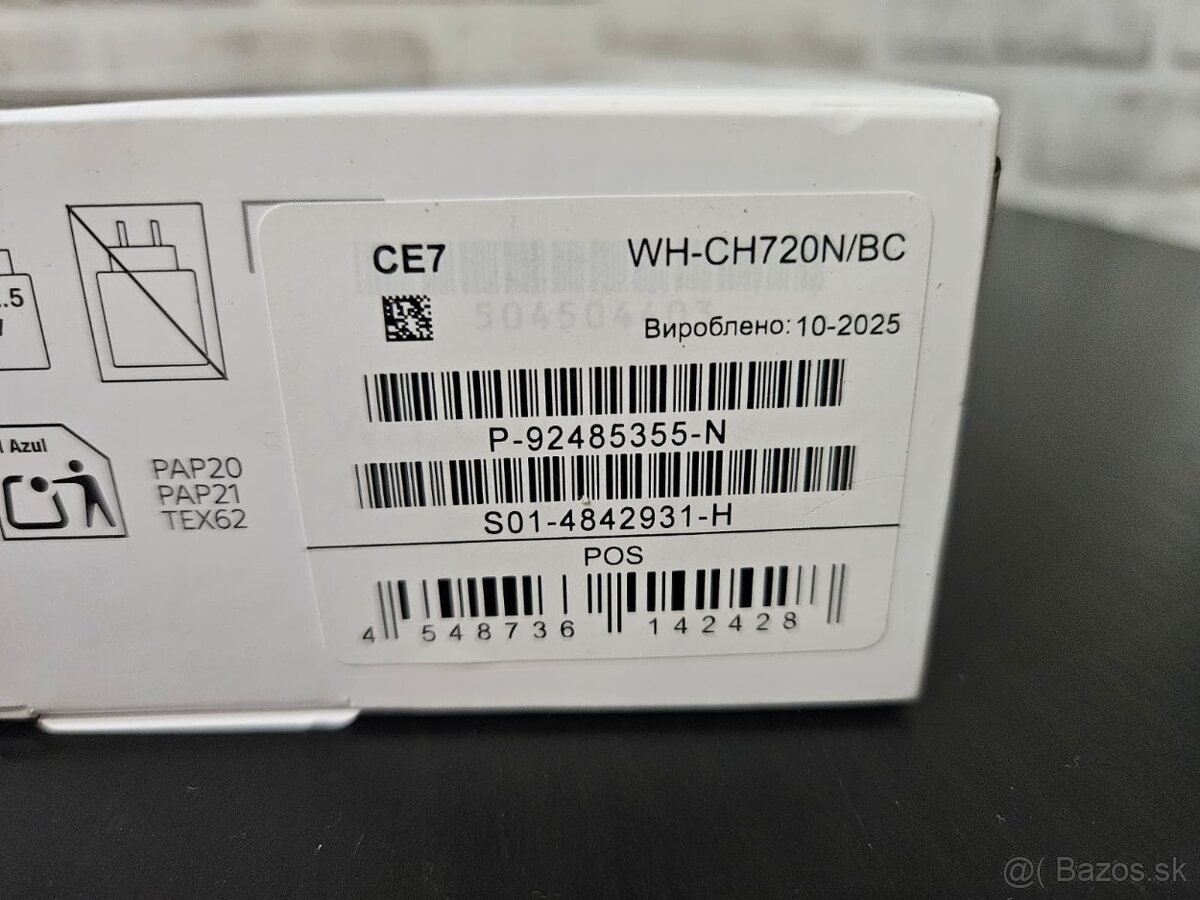 .5
Azul
PAP20
PAP21
TEX62
CE7
WH-CH720N/BC
Вироблено: 10-2025
P-92485355-N
S01-4842931-H
POS
4 548736 142428
@( Bazos.sk